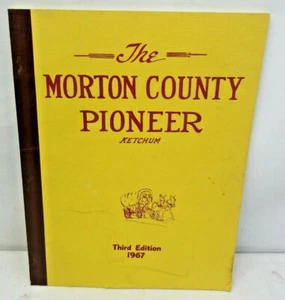 The
MORTON COUNTY
PIONEER
KETCHUM
Third Edition
1967